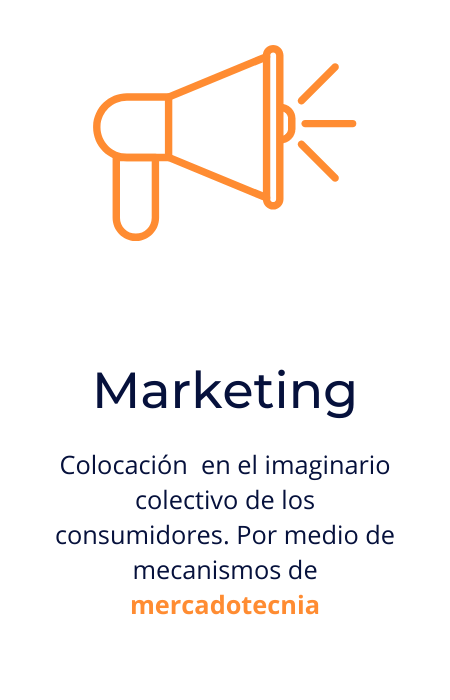 Marketing
Colocación  en el imaginario
colectivo de los
consumidores. Por medio de
mecanismos de
mercadotecnia